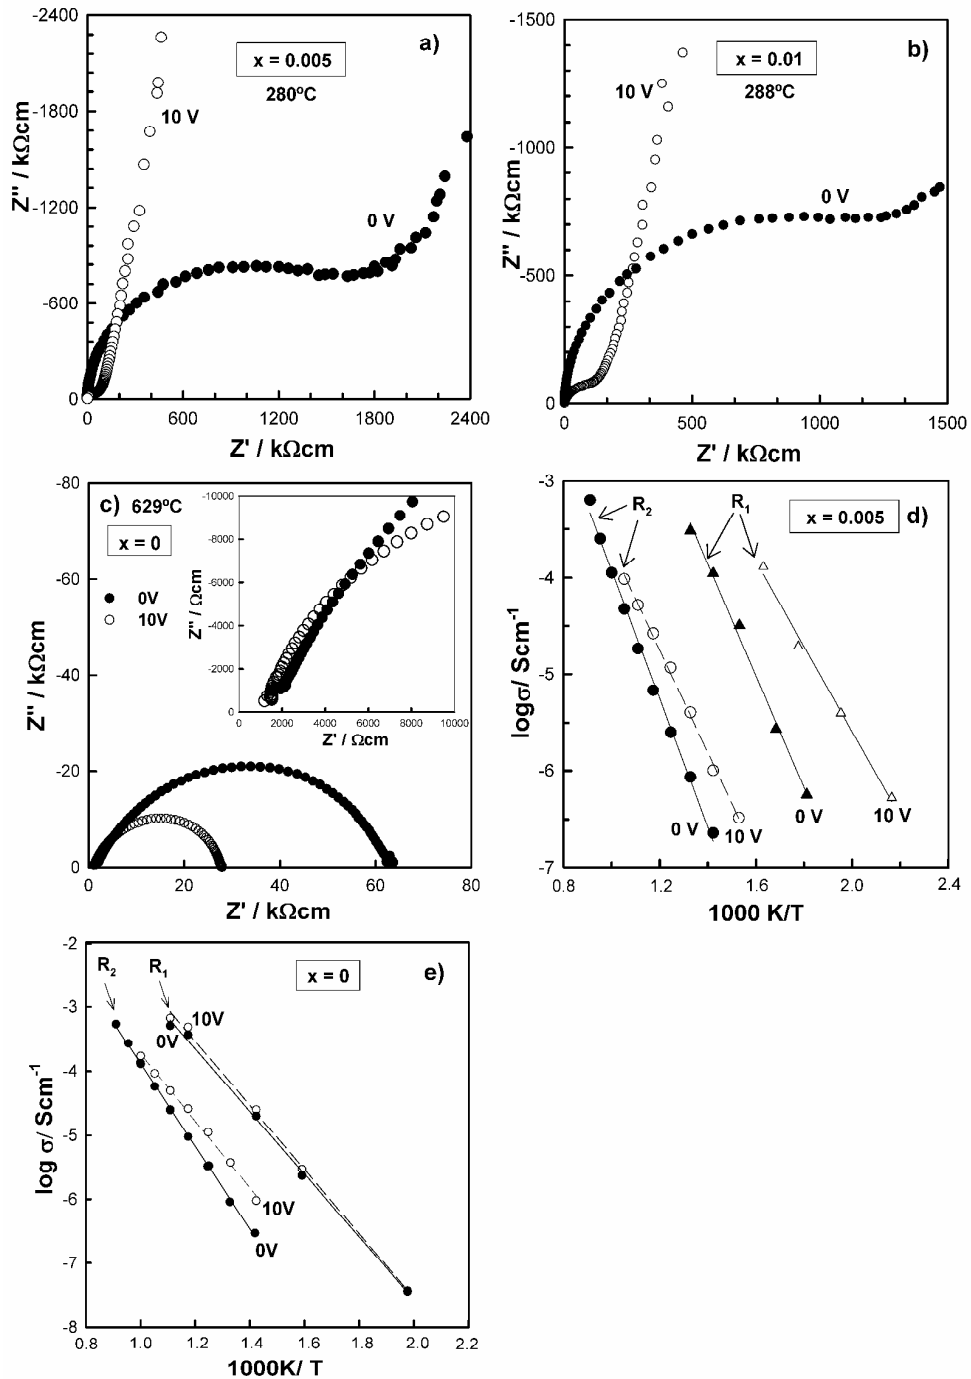 a)
x = 0.005
280ºC
10 V
0 V
-2400
-1800
-1200
-600
0
Z'' / kΩcm
0 600 1200 1800 2400
Z' / kΩcm
b)
x = 0.01
288ºC
10 V
0 V
-1500
-1000
-500
0
Z'' / kΩcm
0 500 1000 1500
Z' / kΩcm
c) 629ºC
x = 0
0V
10V
-80
-60
-40
-20
0
Z'' / kΩcm
0 20 40 60 80
Z' / kΩcm
-10000
-8000
-6000
-4000
-2000
0
Z'' / Ωcm
0 2000 4000 6000 8000 10000
Z' / Ωcm
d)
x = 0.005
R2
R1
0 V
10 V
0 V
10 V
-3
-4
-5
-6
-7
logσ/ Scm-1
0.8 1.2 1.6 2.0 2.4
1000 K/T
e)
x = 0
R2
R1
10V
0V
10V
0V
-2
-3
-4
-5
-6
-7
-8
log σ/ Scm-1
0.8 1.0 1.2 1.4 1.6 1.8 2.0 2.2
1000K/ T